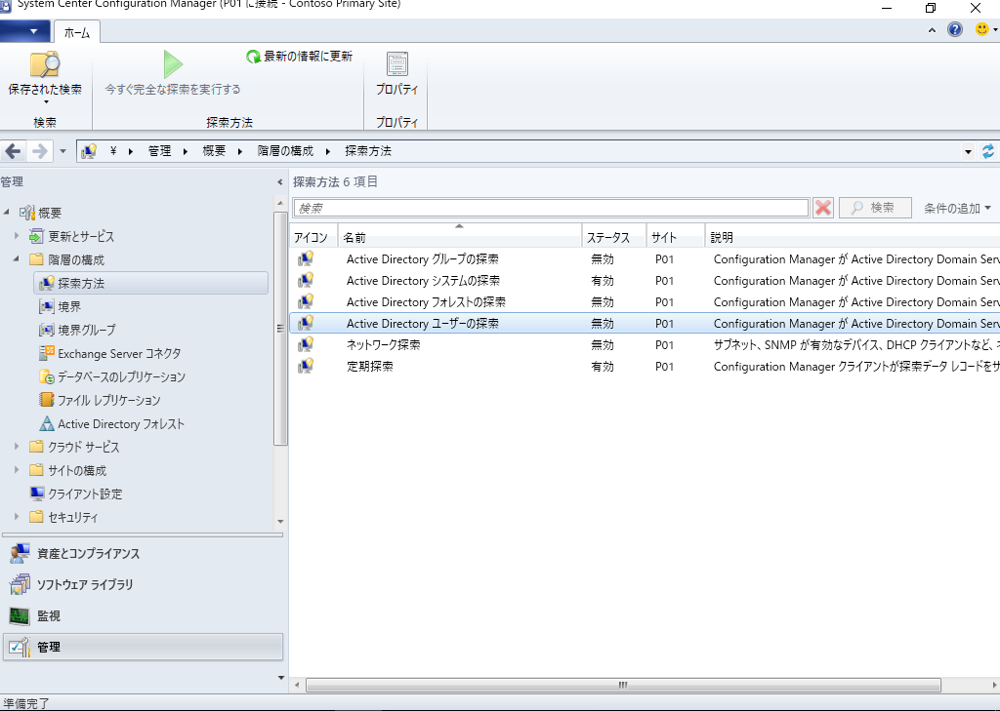 System Center Configuration Manager (P01 に接続 - Contoso Primary Site)
ホーム
保存された検索
検索
今すぐ完全な探索を実行する
最新の情報に更新
探索方法
プロパティ
プロパティ
¥ 管理 概要 階層の構成 探索方法
管理
概要
更新とサービス
階層の構成
探索方法
境界
境界グループ
Exchange Server コネクタ
データベースのレプリケーション
ファイル レプリケーション
Active Directory フォレスト
クラウド サービス
サイトの構成
クライアント設定
セキュリティ
資産とコンプライアンス
ソフトウェア ライブラリ
監視
管理
探索方法 6 項目
検索 検索 条件の追加
アイコン 名前 ステータス サイト 説明
Active Directory グループの探索 無効 P01 Configuration Manager が Active Directory Domain Serv
Active Directory システムの探索 有効 P01 Configuration Manager が Active Directory Domain Serv
Active Directory フォレストの探索 無効 P01 Configuration Manager が Active Directory Domain Serv
Active Directory ユーザーの探索 無効 P01 Configuration Manager が Active Directory Domain Serv
ネットワーク探索 無効 P01 サブネット、SNMP が有効なデバイス、DHCP クライアントなど、
定期探索 有効 P01 Configuration Manager クライアントが探索データ レコードをサ
準備完了